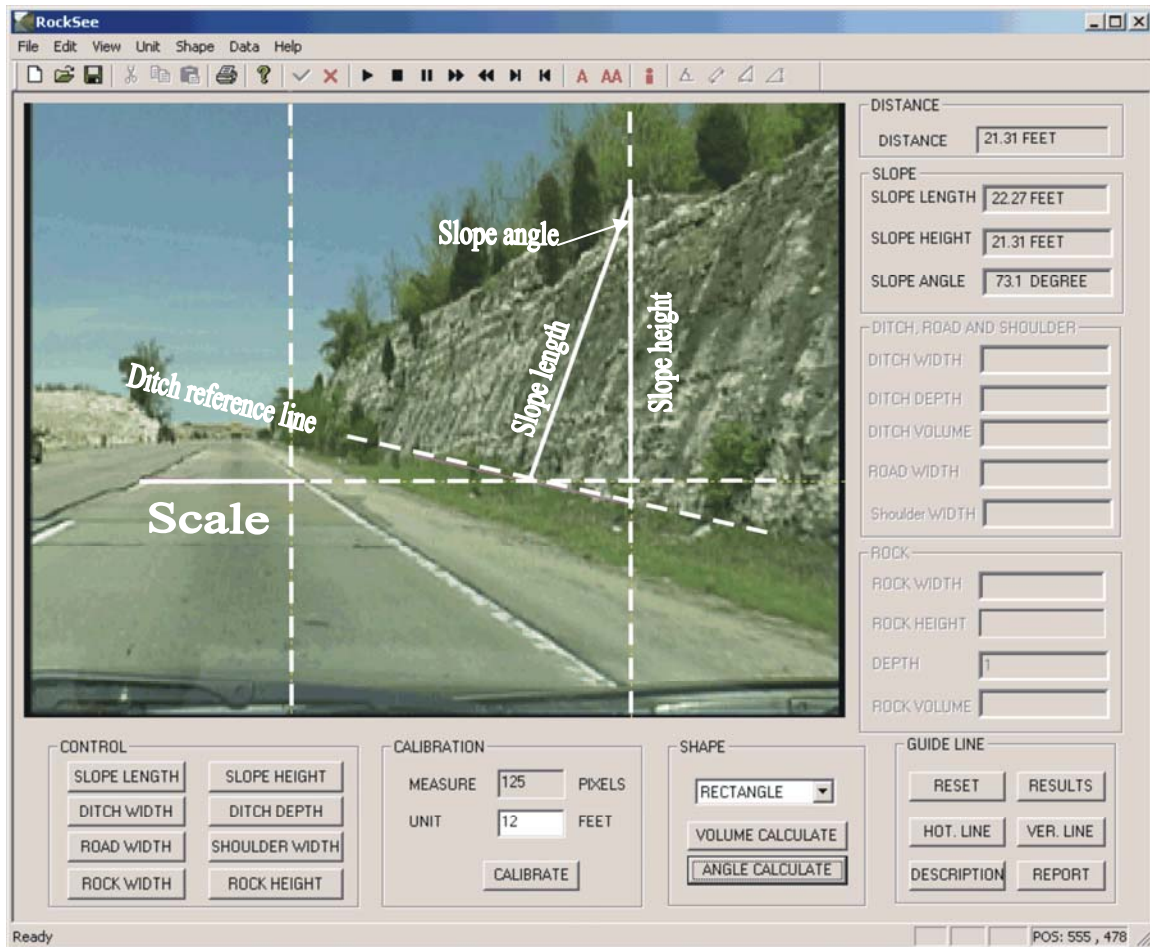 RockSee
File Edit View Unit Shape Data Help
A AA
Slope angle
Slope length
Slope height
Ditch reference line
Scale
DISTANCE
DISTANCE 21.31 FEET
SLOPE
SLOPE LENGTH 22.27 FEET
SLOPE HEIGHT 21.31 FEET
SLOPE ANGLE 73.1 DEGREE
DITCH, ROAD AND SHOULDER
DITCH WIDTH
DITCH DEPTH
DITCH VOLUME
ROAD WIDTH
Shoulder WIDTH
ROCK
ROCK WIDTH
ROCK HEIGHT
DEPTH 1
ROCK VOLUME
CONTROL
SLOPE LENGTH SLOPE HEIGHT
DITCH WIDTH DITCH DEPTH
ROAD WIDTH SHOULDER WIDTH
ROCK WIDTH ROCK HEIGHT
CALIBRATION
MEASURE 125 PIXELS
UNIT 12 FEET
CALIBRATE
SHAPE
RECTANGLE
VOLUME CALCULATE
ANGLE CALCULATE
GUIDE LINE
RESET RESULTS
HOT. LINE VER. LINE
DESCRIPTION REPORT
Ready
POS: 555 , 478